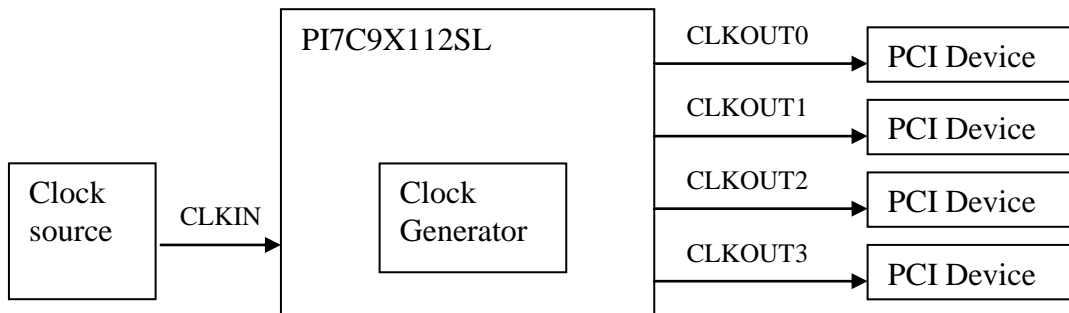 PI7C9X112SL
CLKOUT0
PCI Device
CLKOUT1
PCI Device
Clock
source
CLKIN
Clock
Generator
CLKOUT2
PCI Device
CLKOUT3
PCI Device